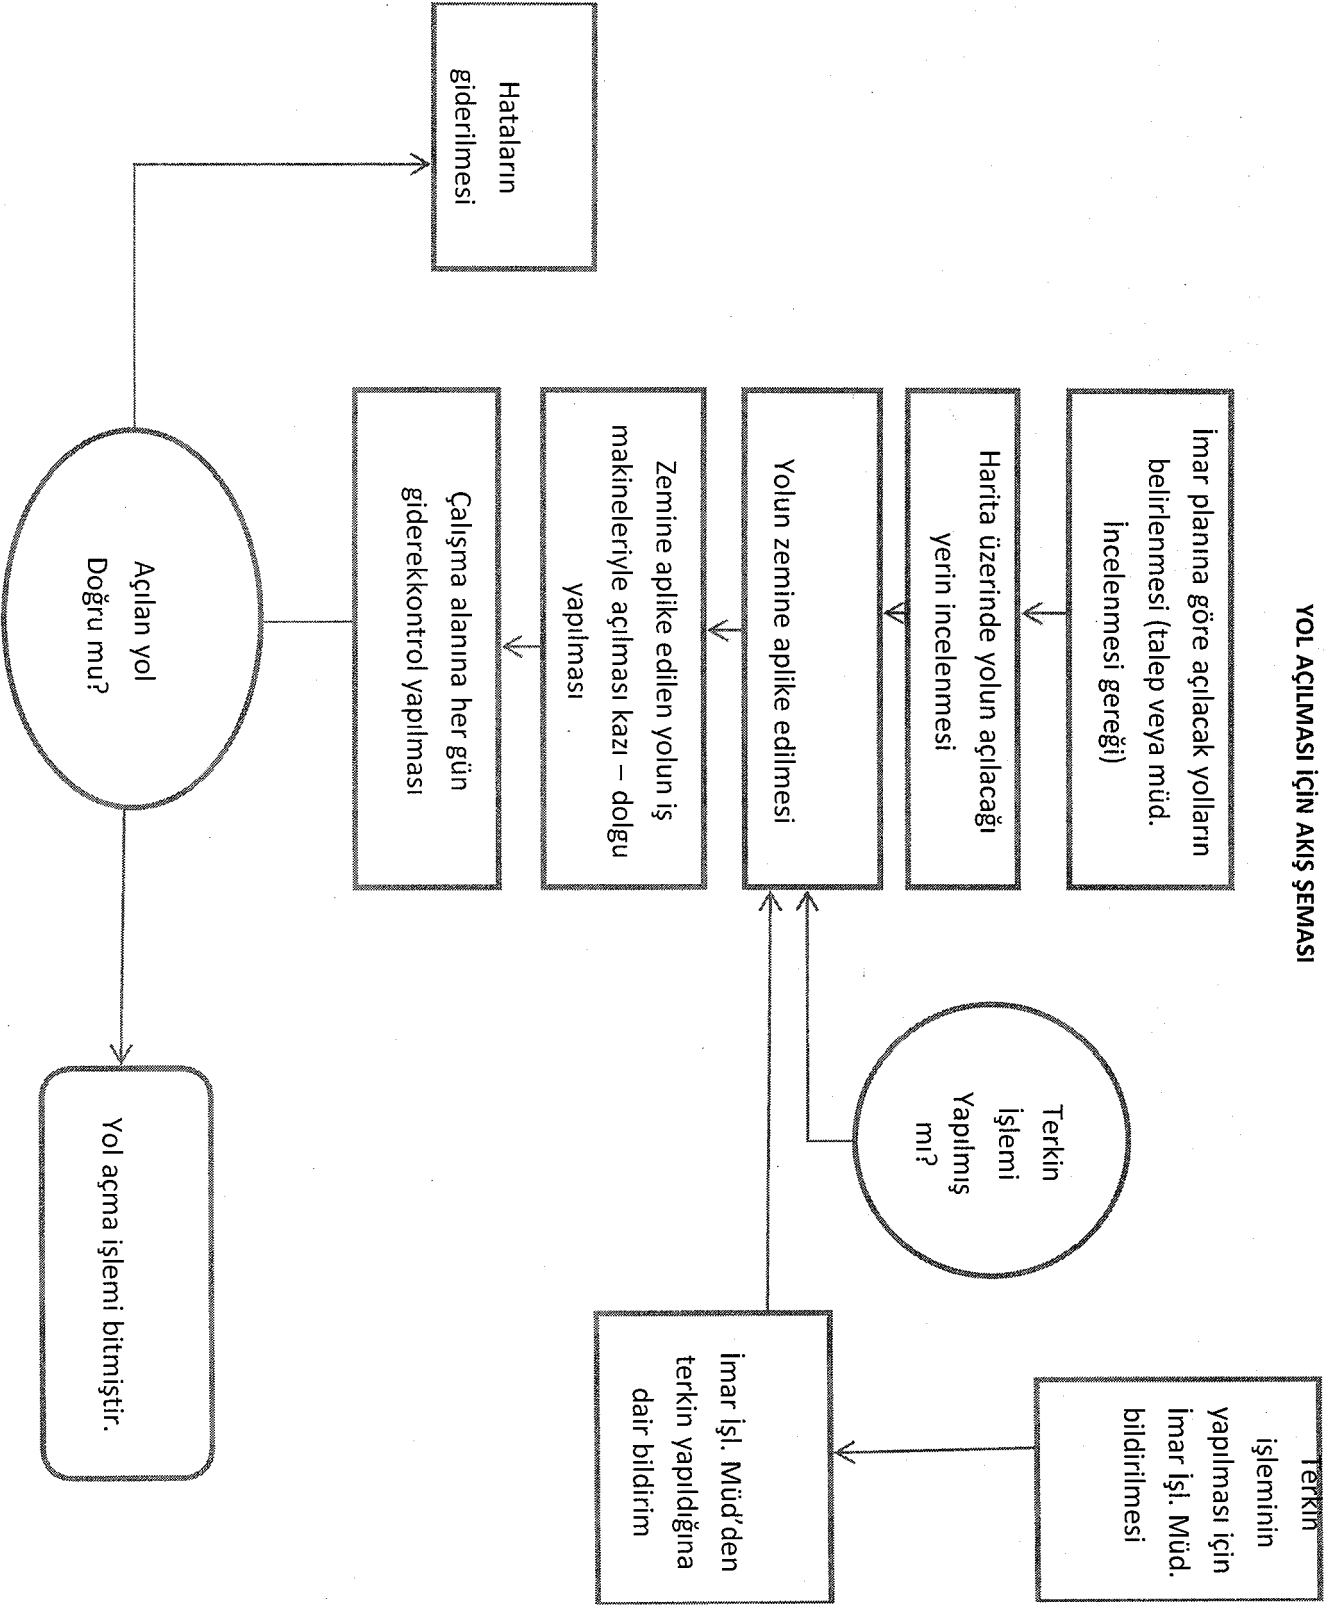 YOL AÇILMASI İÇİN AKIŞ ŞEMASI
İmar planına göre açılacak yolların
belirlenmesi (talep veya müd.
İncelenmesi gereği)
Harita üzerinde yolun açılacağı
yerin incelenmesi
Yolun zemine aplike edilmesi
Zemine aplike edilen yolun iş
makineleriyle açılması kazı – dolgu
yapılması
Çalışma alanına her gün
giderekkontrol yapılması
Açılan yol
Doğru mu?
Hataların
giderilmesi
Yol açma işlemi bitmiştir.
Terkin
İşlemi
Yapılmış
mı?
Terkin
işleminin
yapılması için
İmar İşl. Müd.
bildirilmesi
İmar İşl. Müd'den
terkin yapıldığına
dair bildirim